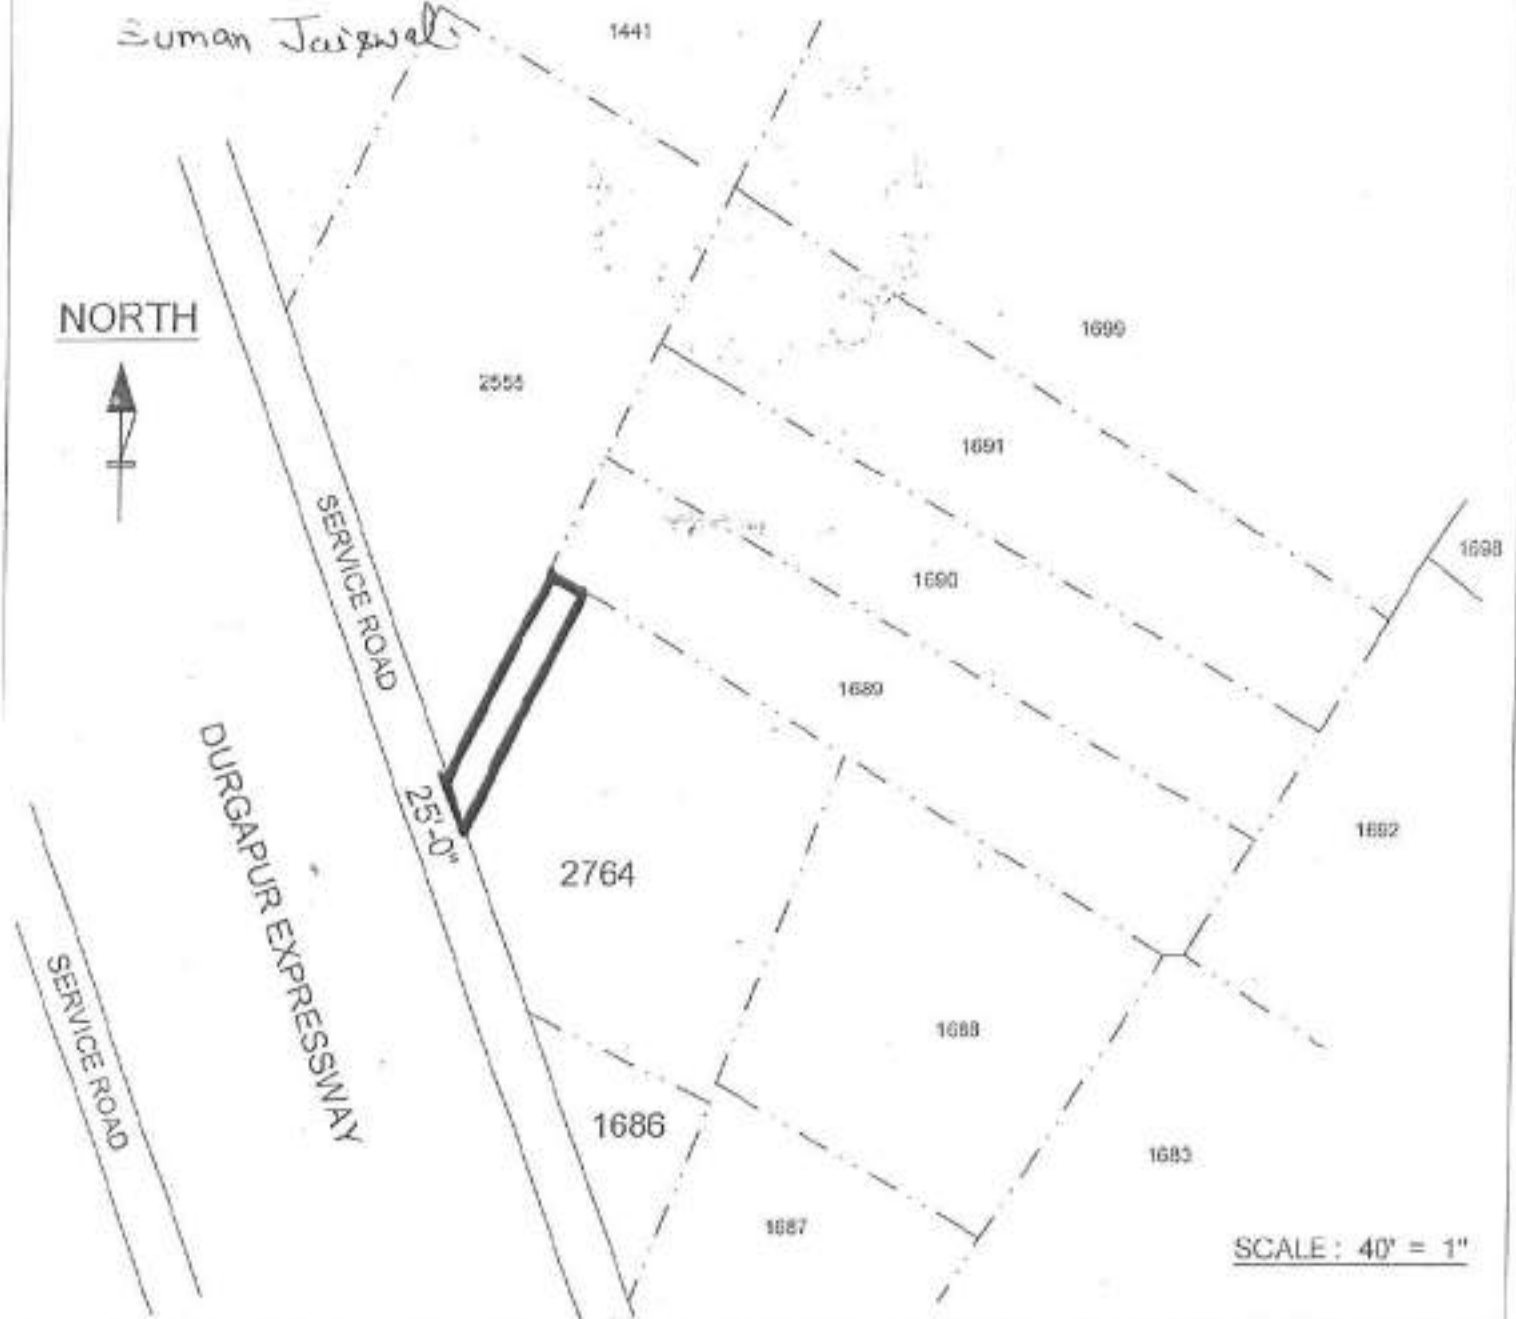 Suman Jaiswal
1441
NORTH
1699
2555
1691
SERVICE ROAD
1698
1690
1689
DURGAPUR EXPRESSWAY
25'-0"
1692
2764
SERVICE ROAD
1688
1686
1683
1687
SCALE : 40' = 1"